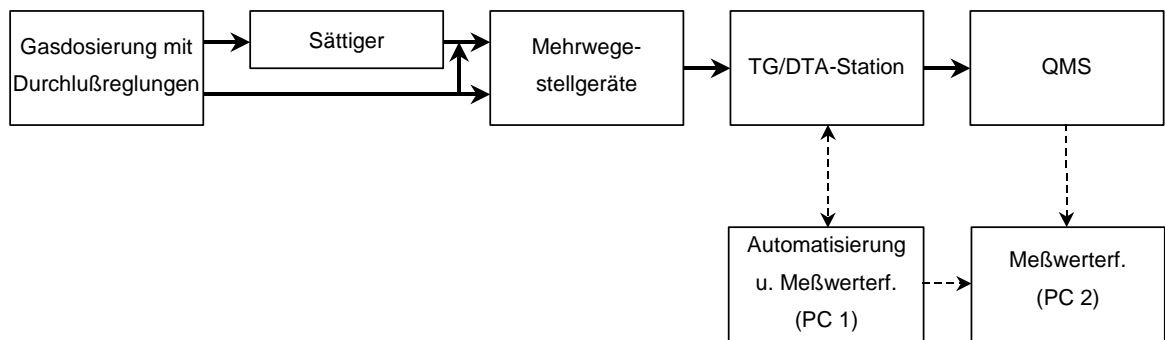 Gasdosierung mit
Durchlußreglungen
Sättiger
Mehrwege-
stellgeräte
TG/DTA-Station
QMS
Automatisierung
u. Meßwerterf.
(PC 1)
Meßwerterf.
(PC 2)